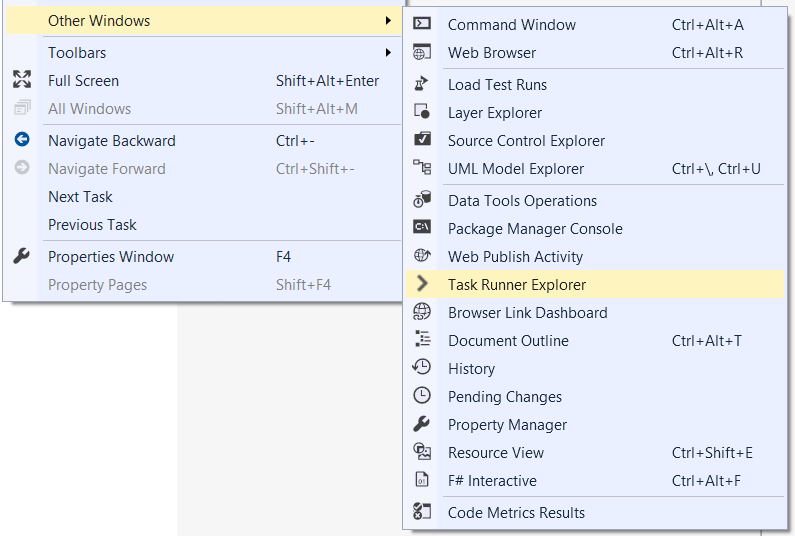 Other Windows
Toolbars
Full Screen Shift+Alt+Enter
All Windows Shift+Alt+M
Navigate Backward Ctrl+-
Navigate Forward Ctrl+Shift+-
Next Task
Previous Task
Properties Window F4
Property Pages Shift+F4
Command Window Ctrl+Alt+A
Web Browser Ctrl+Alt+R
Load Test Runs
Layer Explorer
Source Control Explorer
UML Model Explorer Ctrl+\, Ctrl+U
Data Tools Operations
C:\ Package Manager Console
Web Publish Activity
Task Runner Explorer
Browser Link Dashboard
Document Outline Ctrl+Alt+T
History
Pending Changes
Property Manager
Resource View Ctrl+Shift+E
F# Interactive Ctrl+Alt+F
Code Metrics Results